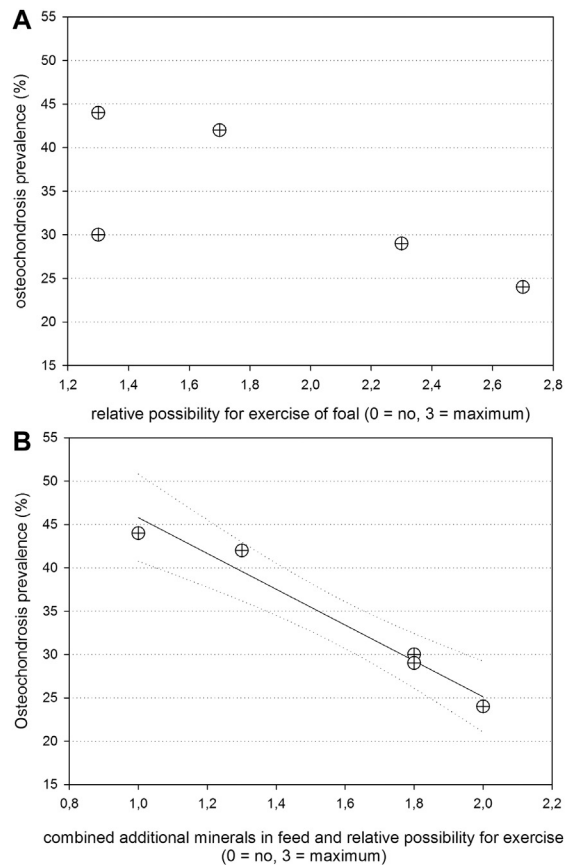 A
55
50
45
40
35
30
25
20
15
osteochondrosis prevalence (%)
1,2 1,4 1,6 1,8 2,0 2,2 2,4 2,6 2,8
relative possibility for exercise of foal (0 = no, 3 = maximum)
B
55
50
45
40
35
30
25
20
15
Osteochondrosis prevalence (%)
0,8 1,0 1,2 1,4 1,6 1,8 2,0 2,2
combined additional minerals in feed and relative possibility for exercise
(0 = no, 3 = maximum)